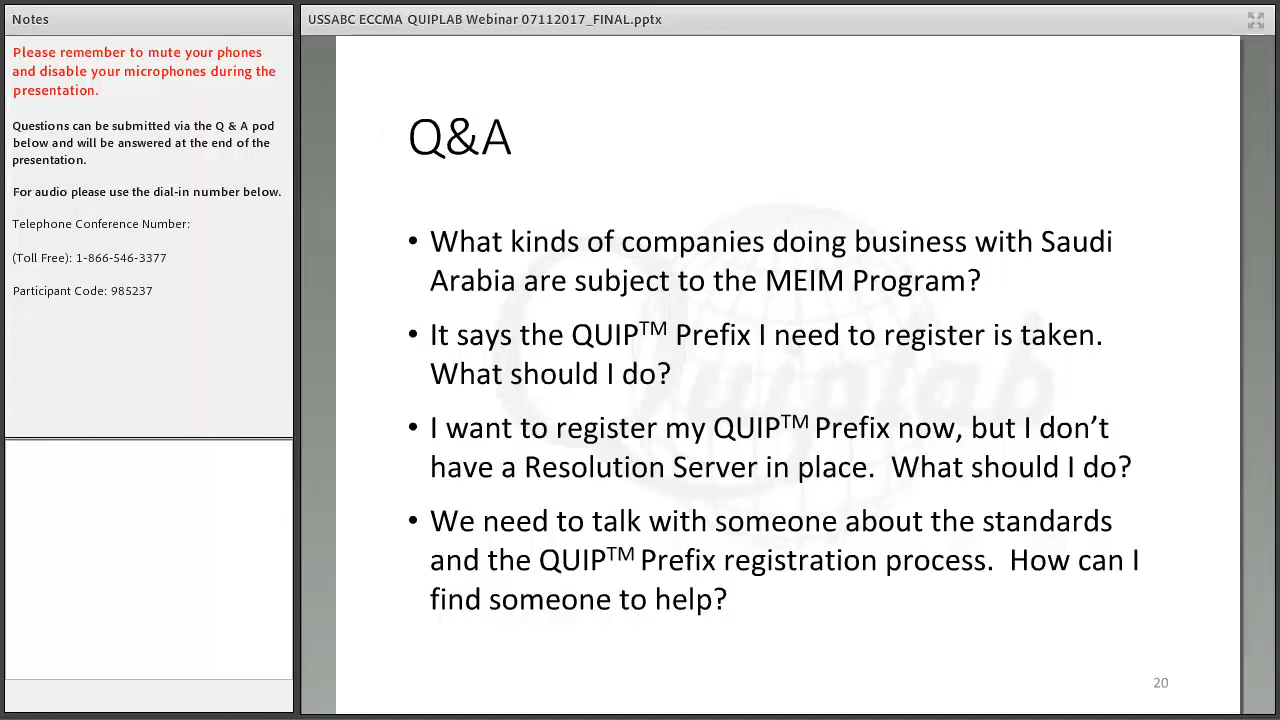 Notes
Please remember to mute your phones
and disable your microphones during the
presentation.
Questions can be submitted via the Q & A pod
below and will be answered at the end of the
presentation.
For audio please use the dial-in number below.
Telephone Conference Number:
(Toll Free): 1-866-546-3377
Participant Code: 985237
USSABC ECCMA QUIPLAB Webinar 07112017_FINAL.pptx
Q&A
• What kinds of companies doing business with Saudi
Arabia are subject to the MEIM Program?
• It says the QUIP™ Prefix I need to register is taken.
What should I do?
• I want to register my QUIP™ Prefix now, but I don’t
have a Resolution Server in place.  What should I do?
• We need to talk with someone about the standards
and the QUIP™ Prefix registration process.  How can I
find someone to help?
Quiplab
20